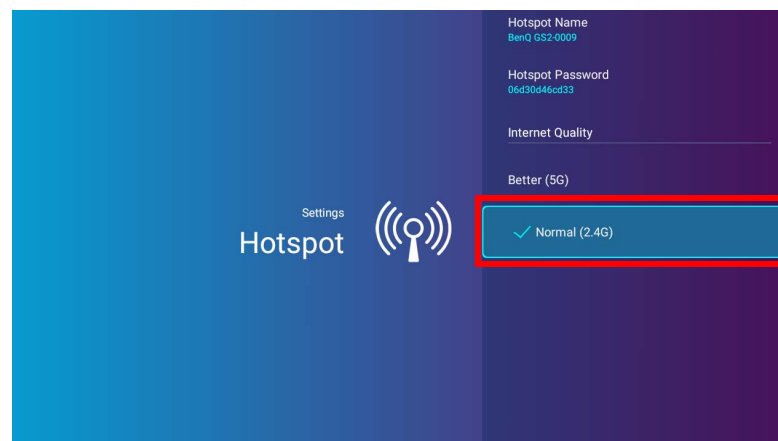 Settings
Hotspot
Hotspot Name
BenQ GS2-0009
Hotspot Password
06d30d46cd33
Internet Quality
Better (5G)
Normal (2.4G)